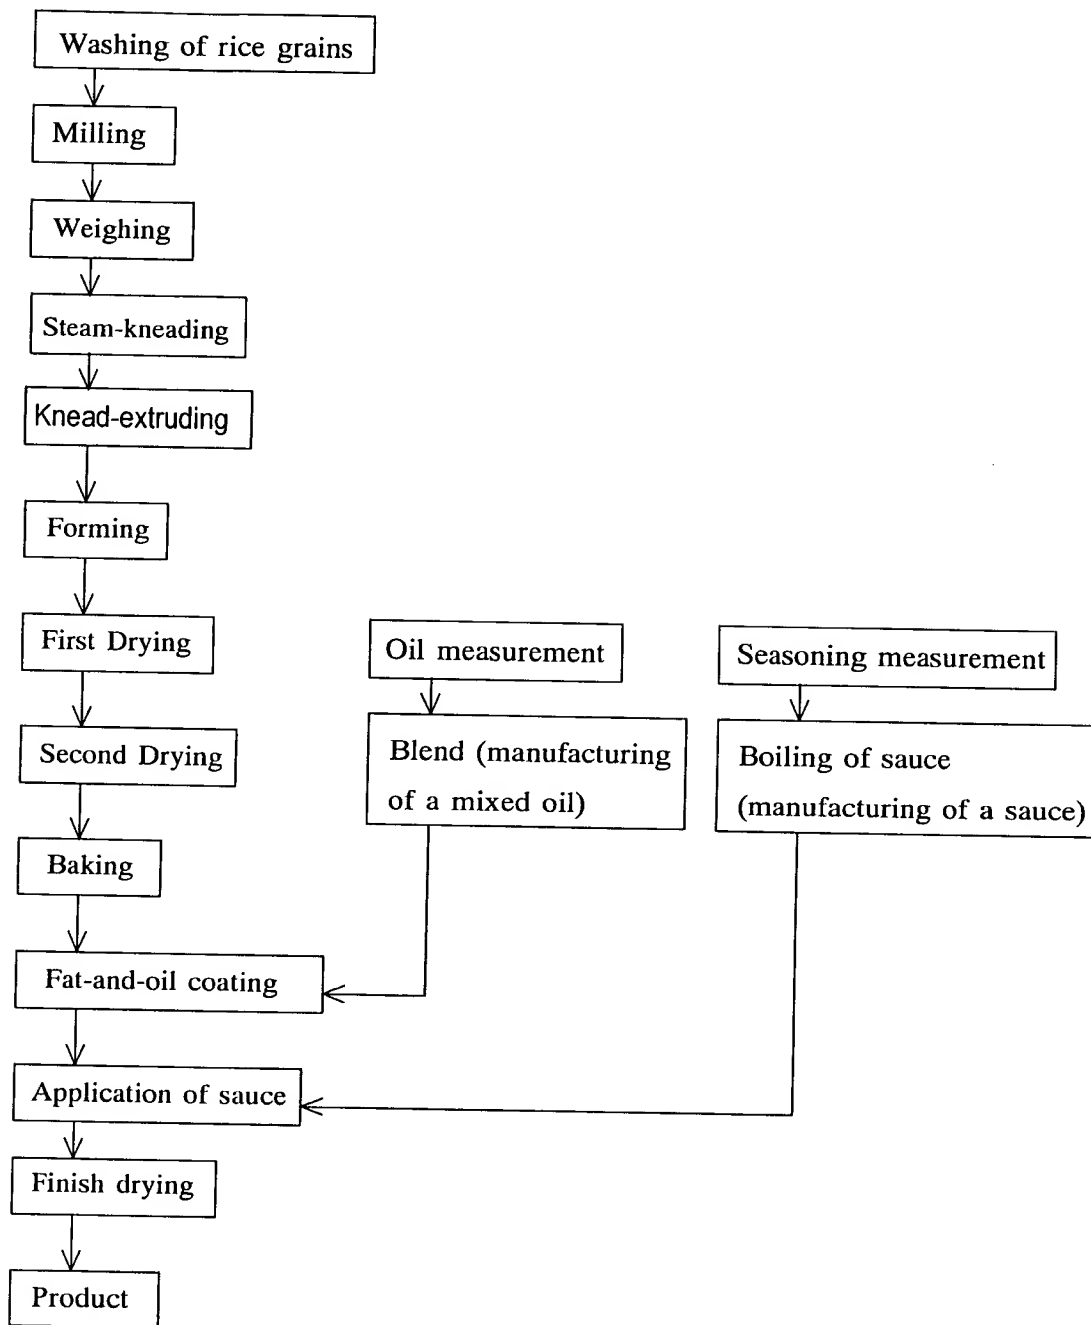 Washing of rice grains
Milling
Weighing
Steam-kneading
Knead-extruding
Forming
First Drying
Second Drying
Baking
Fat-and-oil coating
Application of sauce
Finish drying
Product
Oil measurement
Blend (manufacturing
of a mixed oil)
Seasoning measurement
Boiling of sauce
(manufacturing of a sauce)